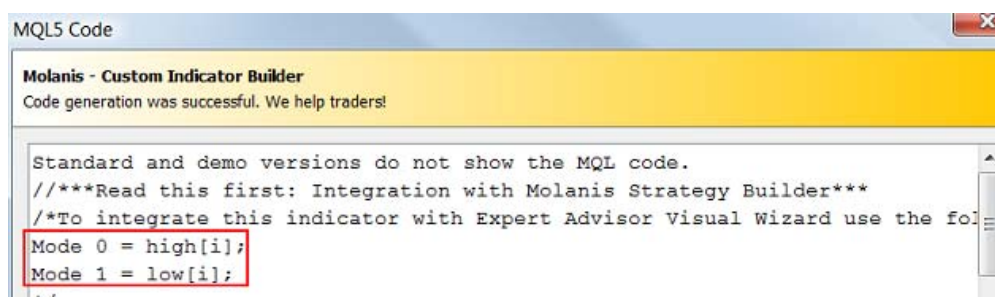 MQL5 Code
Molanis - Custom Indicator Builder
Code generation was successful. We help traders!
Standard and demo versions do not show the MQL code.
//***Read this first: Integration with Molanis Strategy Builder***
/*To integrate this indicator with Expert Advisor Visual Wizard use the fol
Mode 0 = high[i];
Mode 1 = low[i];